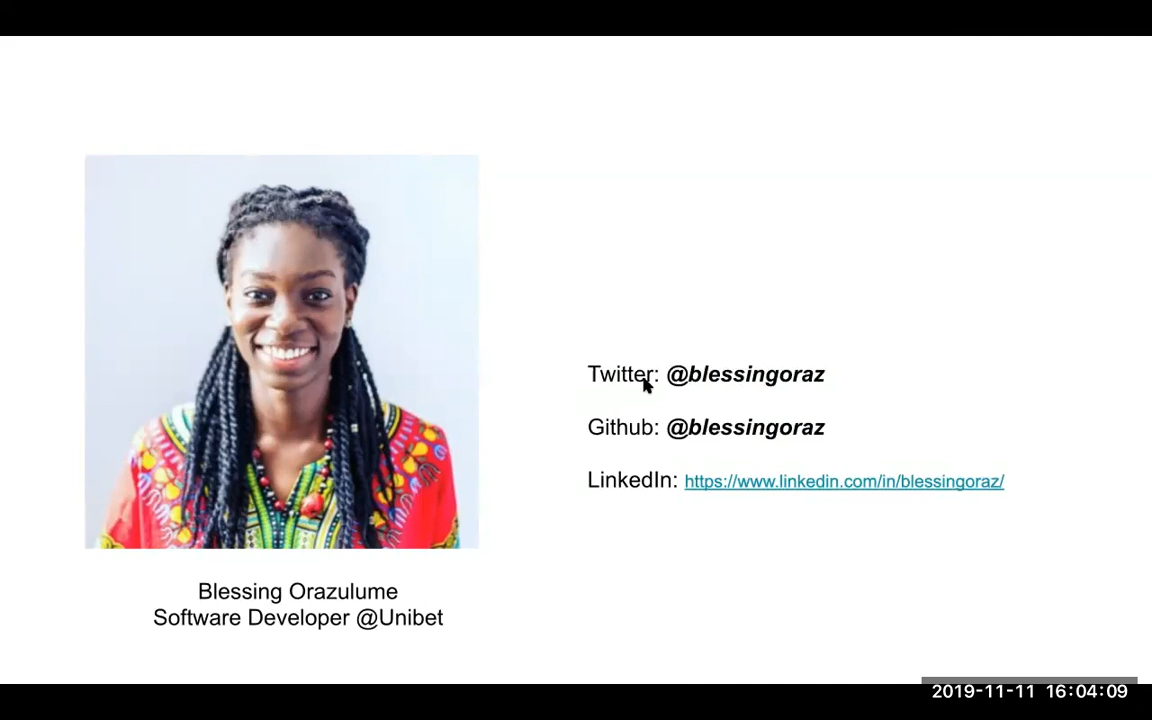 Twitter: @blessingoraz
Github: @blessingoraz
LinkedIn: https://www.linkedin.com/in/blessingoraz/
Blessing Orazulume
Software Developer @Unibet
2019-11-11 16:04:09